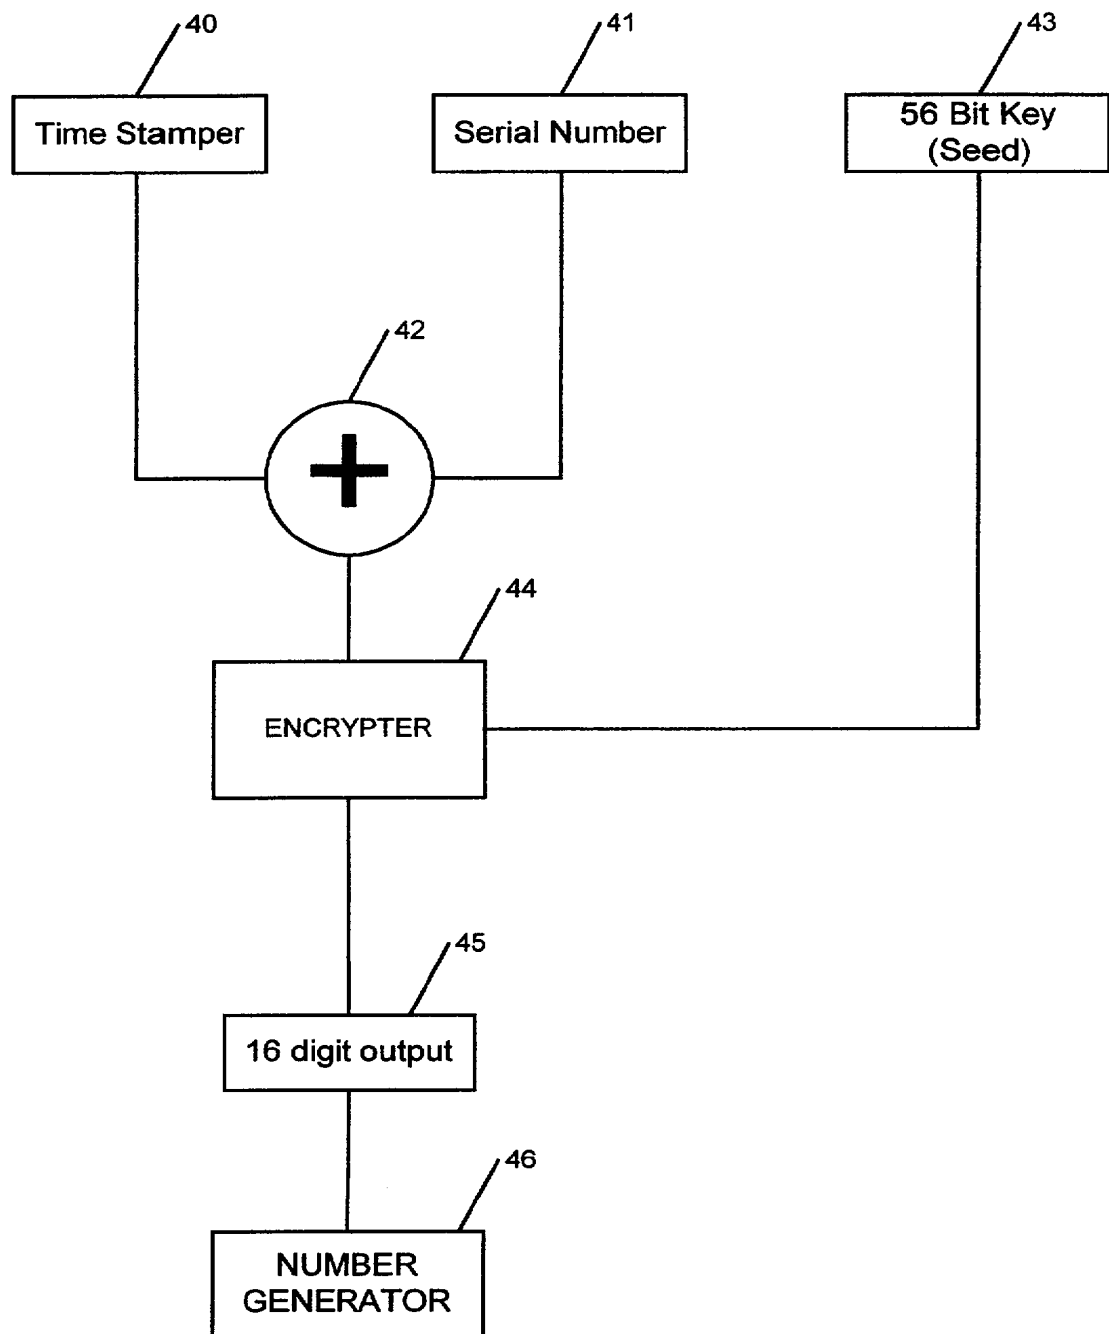 40
41
43
Time Stamper
Serial Number
56 Bit Key
(Seed)
42
+
44
ENCRYPTER
45
16 digit output
46
NUMBER
GENERATOR